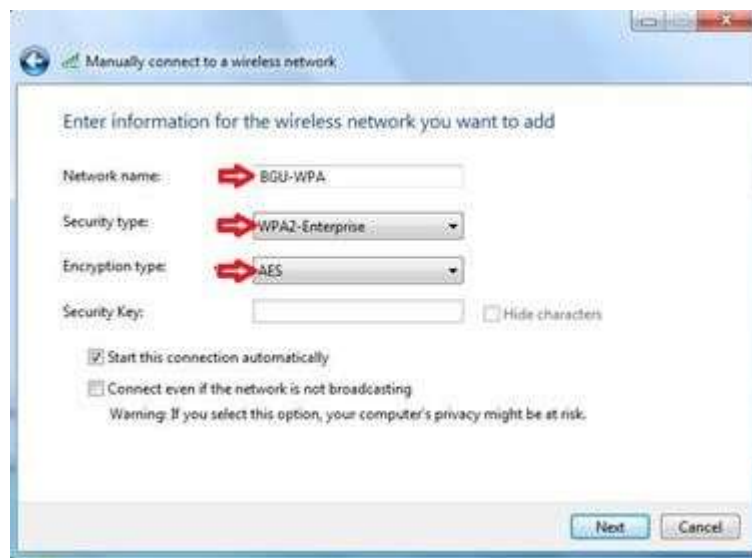 Manually connect to a wireless network
Enter information for the wireless network you want to add
Network name: BGU-WPA
Security type: WPA2-Enterprise
Encryption type: AES
Security Key: Hide characters
Start this connection automatically
Connect even if the network is not broadcasting
Warning: If you select this option, your computer's privacy might be at risk.
Next Cancel